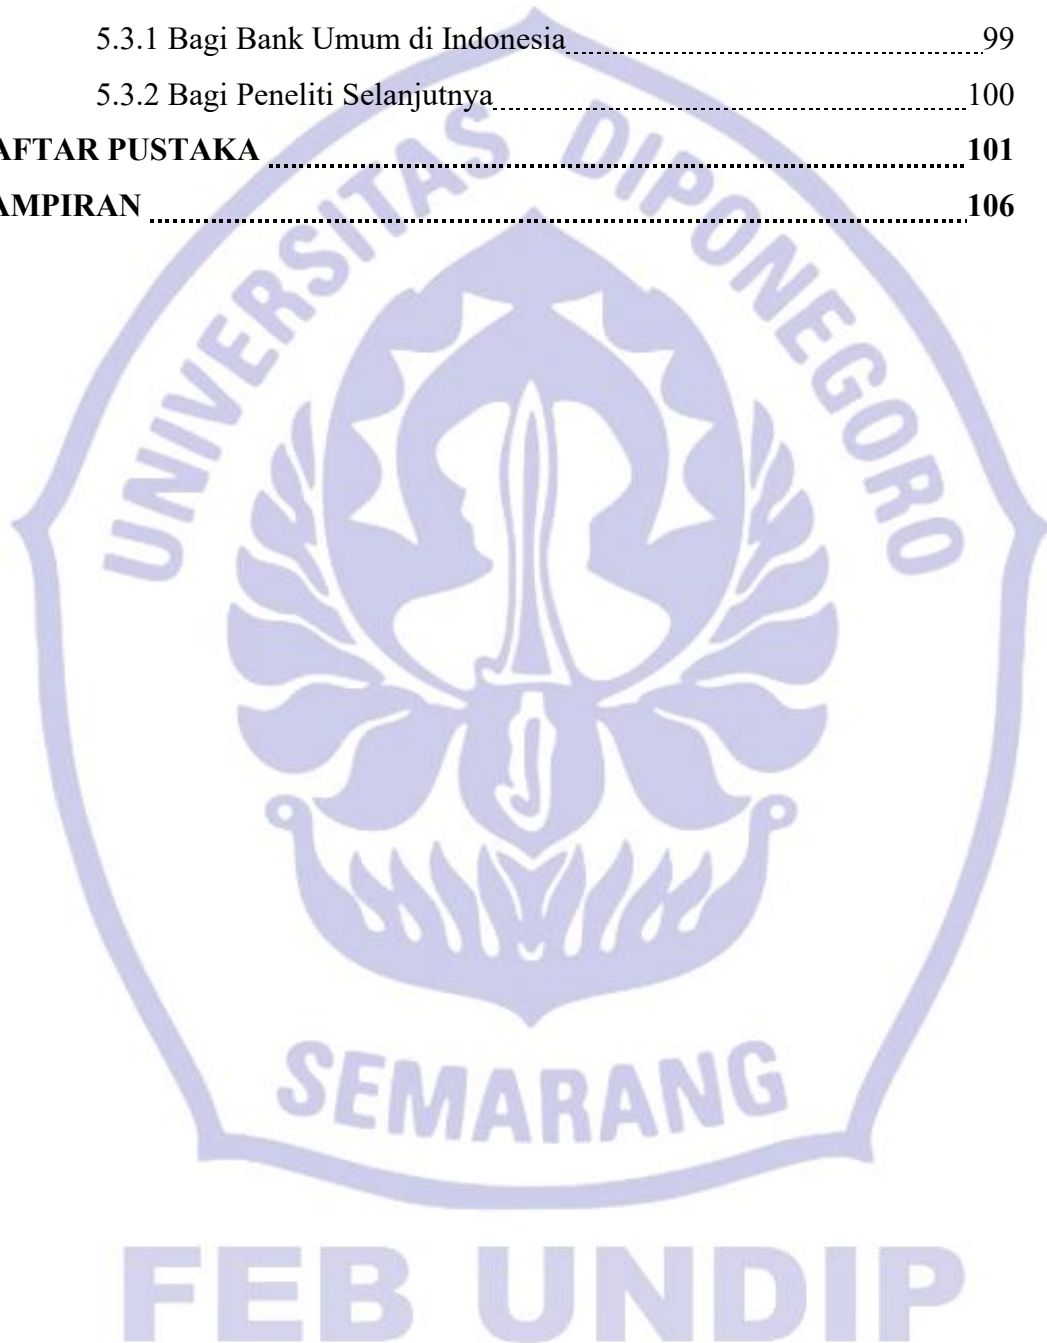 5.3.1 Bagi Bank Umum di Indonesia 99
5.3.2 Bagi Peneliti Selanjutnya 100
AFTAR PUSTAKA 101
AMPIRAN 106
UNIVERSITAS DIPONEGORO
SEMARANG
FEB UNDIP